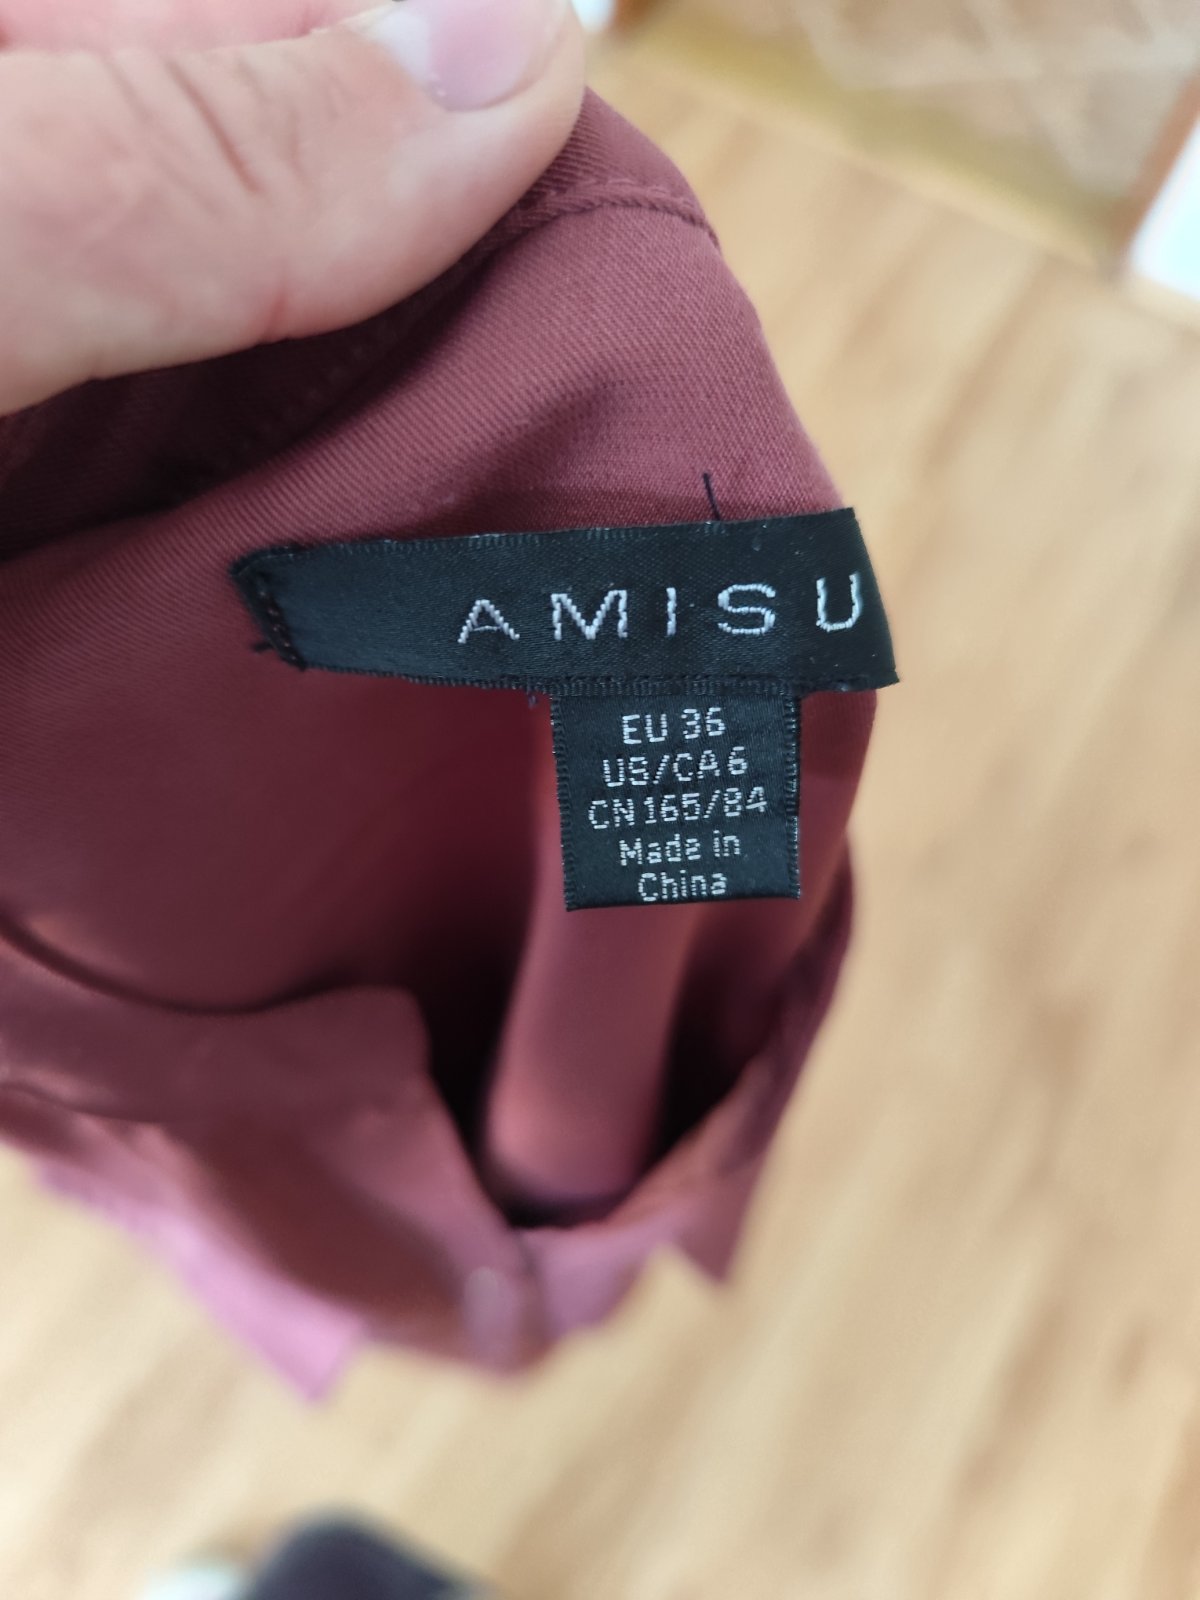 AMISU
EU 36
US/CA 6
CN 165/84
Made in
China